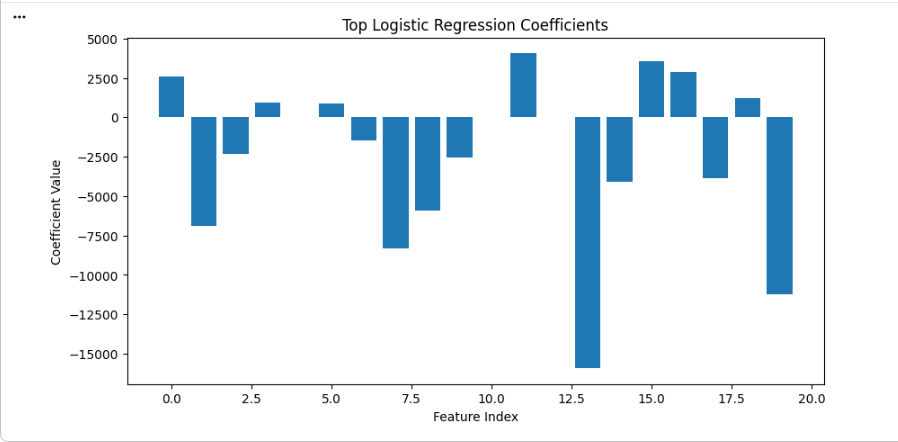 ...
Top Logistic Regression Coefficients
5000
2500
0
−2500
−5000
−7500
−10000
−12500
−15000
Coefficient Value
0.0 2.5 5.0 7.5 10.0 12.5 15.0 17.5 20.0
Feature Index